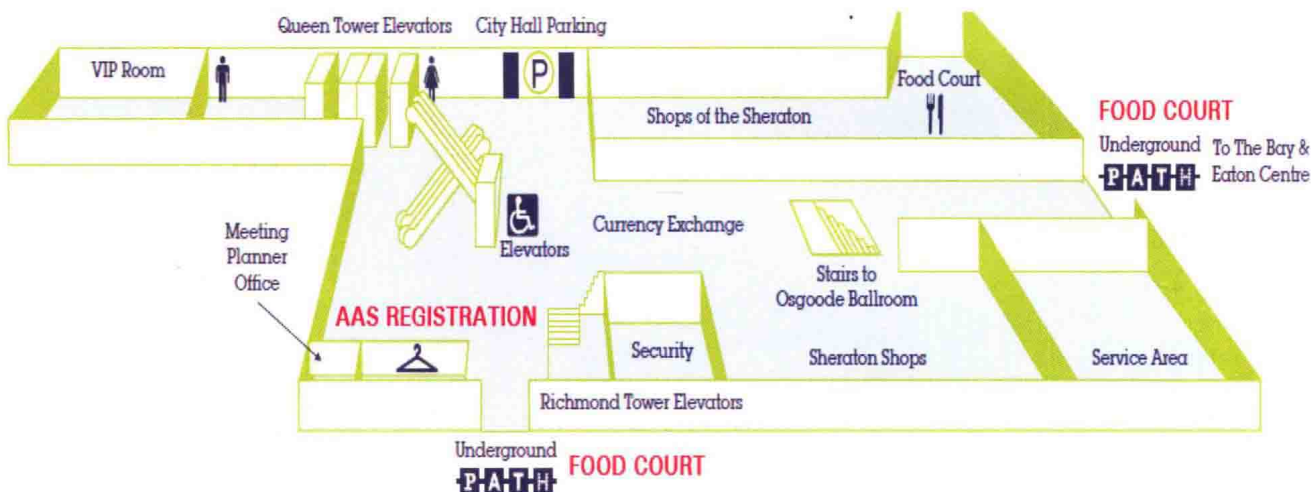 Queen Tower Elevators
City Hall Parking
VIP Room
P
Food Court
Shops of the Sheraton
FOOD COURT
Underground
PATH
To The Bay &
Eaton Centre
Meeting
Planner
Office
Elevators
Currency Exchange
Stairs to
Osgoode Ballroom
AAS REGISTRATION
Security
Sheraton Shops
Service Area
Richmond Tower Elevators
Underground
PATH
FOOD COURT